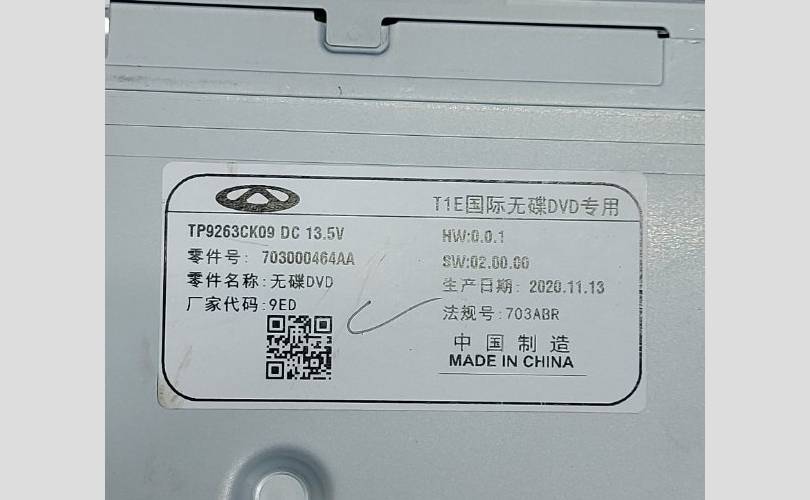 T1E国际无碟DVD专用
TP9263CK09 DC 13.5V
HW:0.0.1
零件号: 703000464AA
SW:02.00.00
零件名称:无碟DVD
生产日期: 2020.11.13
厂家代码:9ED
法规号:703ABR
中国制造
MADE IN CHINA